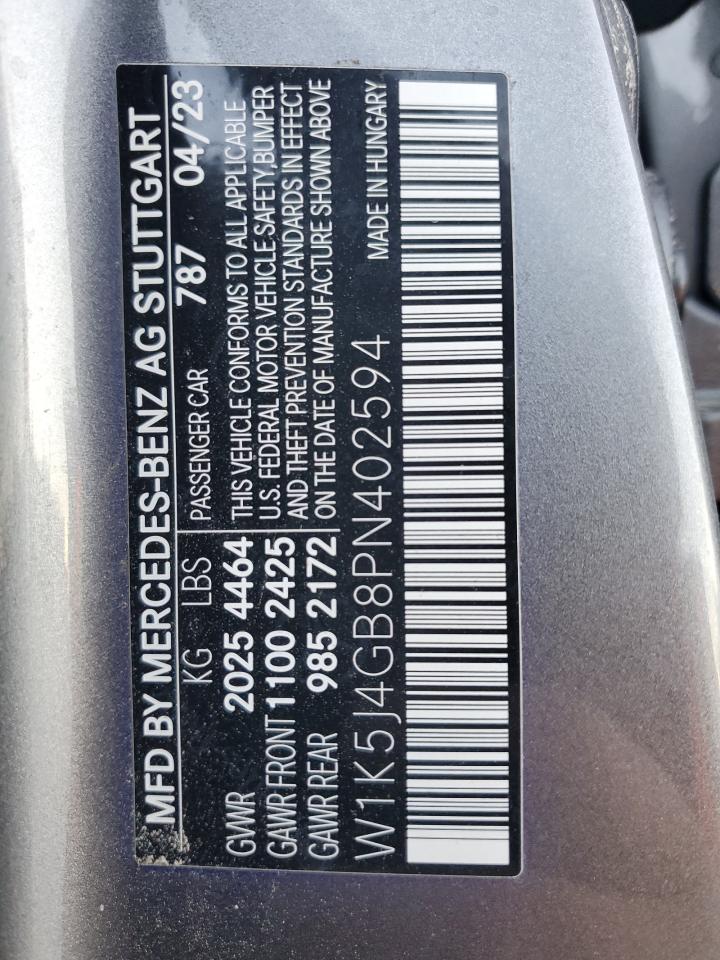 MFD BY MERCEDES-BENZ AG STUTTGART
787 04/23
KG LBS PASSENGER CAR
GVWR 2025 4464 THIS VEHICLE CONFORMS TO ALL APPLICABLE
GAWR FRONT 1100 2425 U.S. FEDERAL MOTOR VEHICLE SAFETY, BUMPER
GAWR REAR 985 2172 AND THEFT PREVENTION STANDARDS IN EFFECT
ON THE DATE OF MANUFACTURE SHOWN ABOVE
W1K5J4GB8PN402594 MADE IN HUNGARY